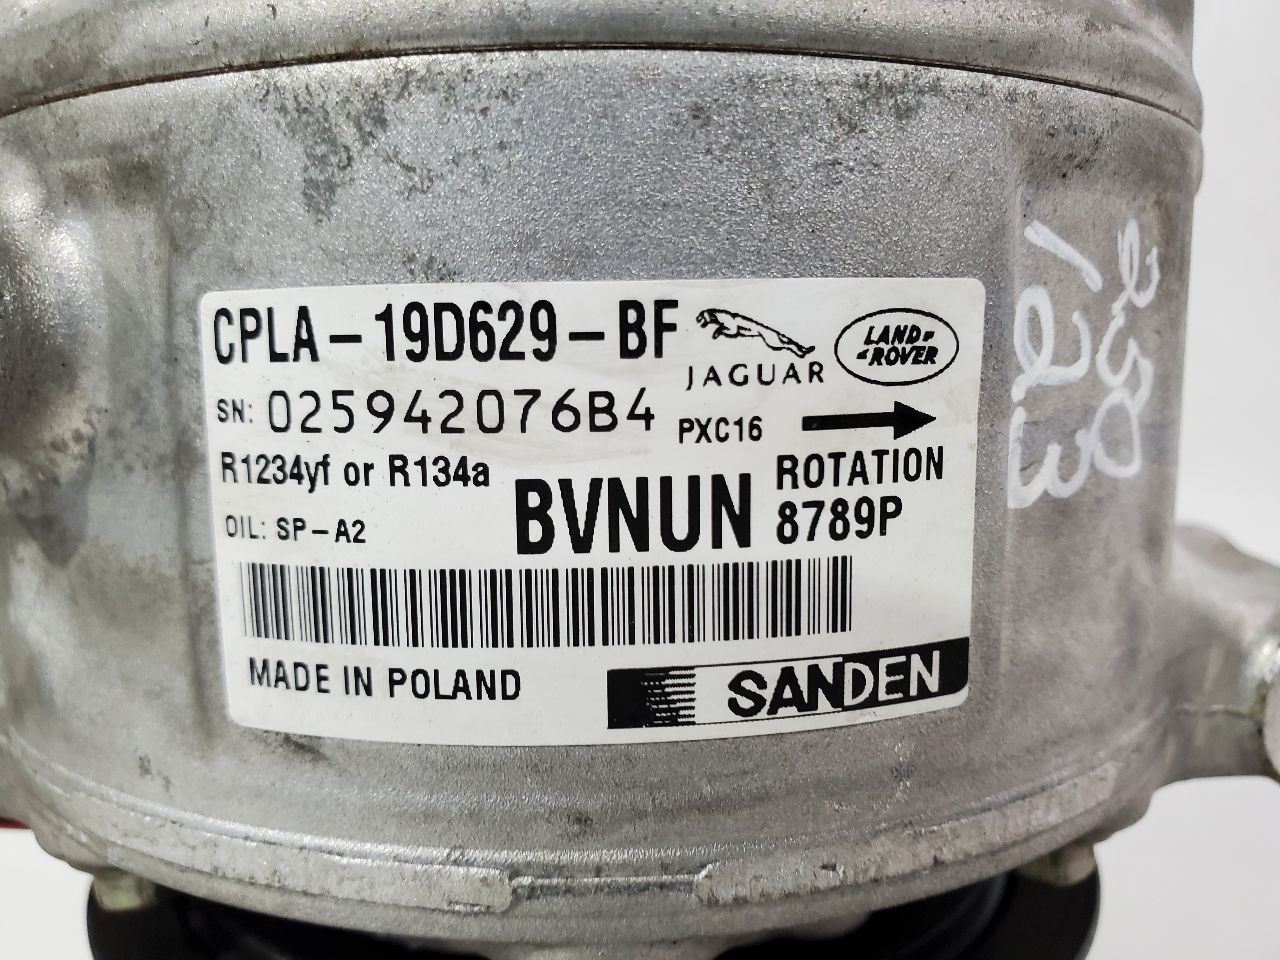 CPLA-19D629-BF
JAGUAR
LAND-
-ROVER
SN: 025942076B4
PXC16
R1234yf or R134a
BVNUN
ROTATION
8789P
OIL: SP-A2
MADE IN POLAND
SANDEN